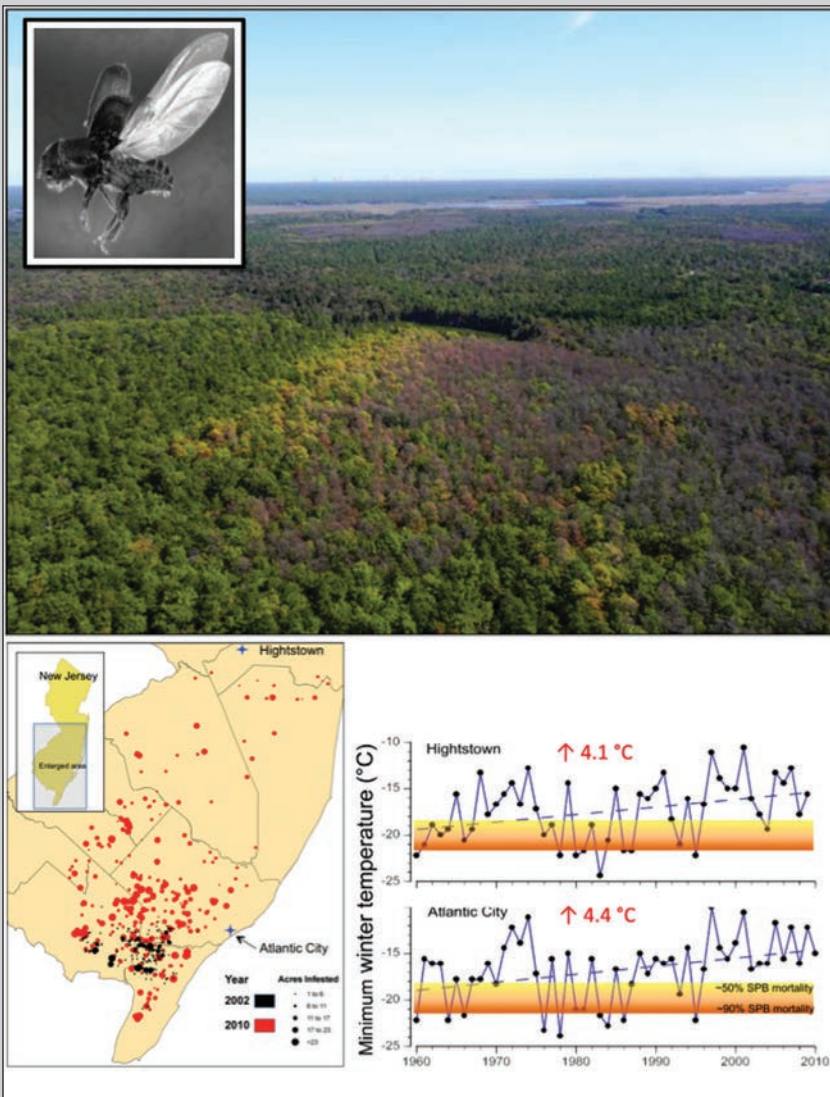 Hightstown
New Jersey
Enlarged area
Atlantic City
Year
Acres Infested
2002
2010
1 to 6
6 to 11
11 to 17
17 to 23
>23
Minimum winter temperature (°C)
-10
-15
-20
-25
Hightstown
↑ 4.1 °C
Atlantic City
↑ 4.4 °C
-15
-20
-25
~50% SPB mortality
~90% SPB mortality
1960
1970
1980
1990
2000
2010